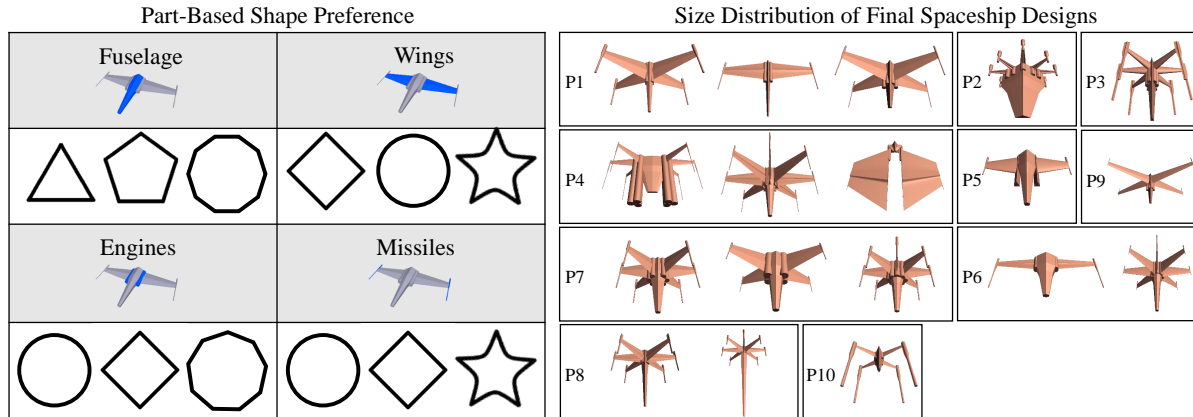 Part-Based Shape Preference
Size Distribution of Final Spaceship Designs
Fuselage
Wings
Engines
Missiles
P1
P2
P3
P4
P5
P9
P7
P6
P8
P10